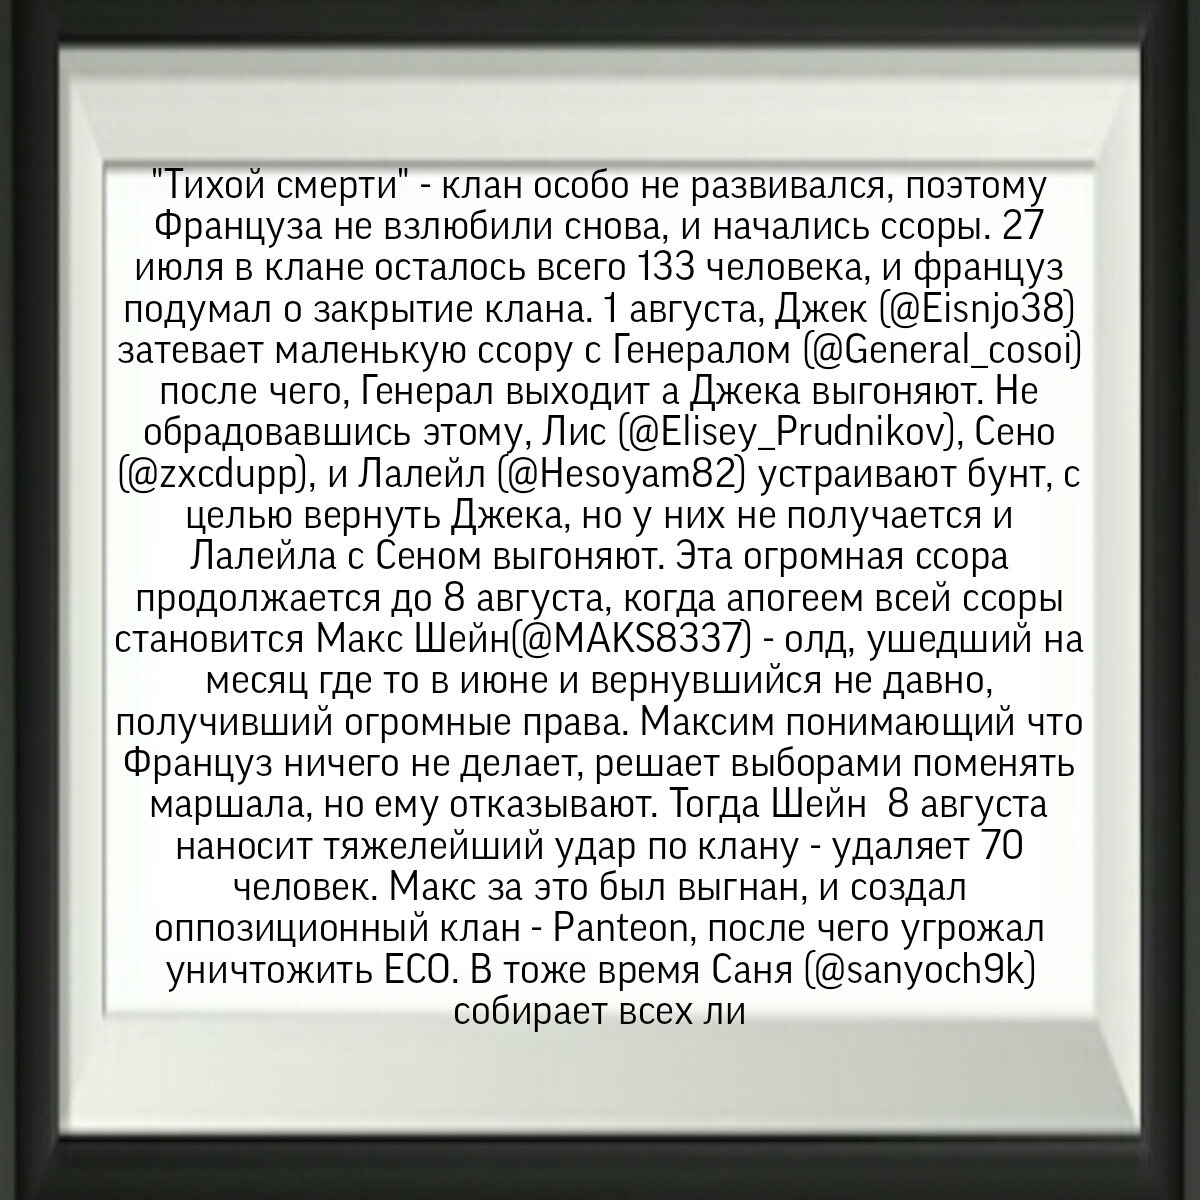 "Тихой смерти" - клан особо не развивался, поэтому
Француза не взлюбили снова, и начались ссоры. 27
июля в клане осталось всего 133 человека, и француз
подумал о закрытие клана. 1 августа, Джек (@Eisnjo38)
затевает маленькую ссору с Генералом (@General_cosoi)
после чего, Генерал выходит а Джека выгоняют. Не
обрадовавшись этому, Лис (@Elisey_Prudnikov), Сено
(@zxcdupp), и Лалейл (@Hesoyam82) устраивают бунт, с
целью вернуть Джека, но у них не получается и
Лалейла с Сеном выгоняют. Эта огромная ссора
продолжается до 8 августа, когда апогеем всей ссоры
становится Макс Шейн(@MAKS8337) - олд, ушедший на
месяц где то в июне и вернувшийся не давно,
получивший огромные права. Максим понимающий что
Француз ничего не делает, решает выборами поменять
маршала, но ему отказывают. Тогда Шейн  8 августа
наносит тяжелейший удар по клану - удаляет 70
человек. Макс за это был выгнан, и создал
оппозиционный клан - Panteon, после чего угрожал
уничтожить ECO. В тоже время Саня (@sanyoch9k)
собирает всех ли